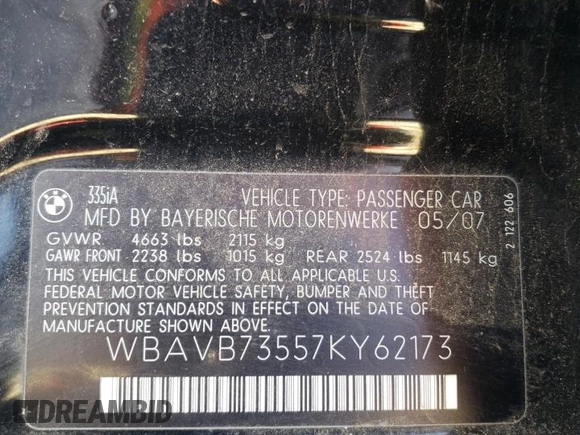 BMW
335iA
VEHICLE TYPE: PASSENGER CAR
MFD BY BAYERISCHE MOTORENWERKE 05/07
GVWR 4663 lbs 2115 kg
GAWR FRONT 2238 lbs 1015 kg REAR 2524 lbs 1145 kg
THIS VEHICLE CONFORMS TO ALL APPLICABLE U.S.
FEDERAL MOTOR VEHICLE SAFETY, BUMPER AND THEFT
PREVENTION STANDARDS IN EFFECT ON THE DATE OF
MANUFACTURE SHOWN ABOVE.
WBAVB73557KY62173
2 122 606
DREAMBID